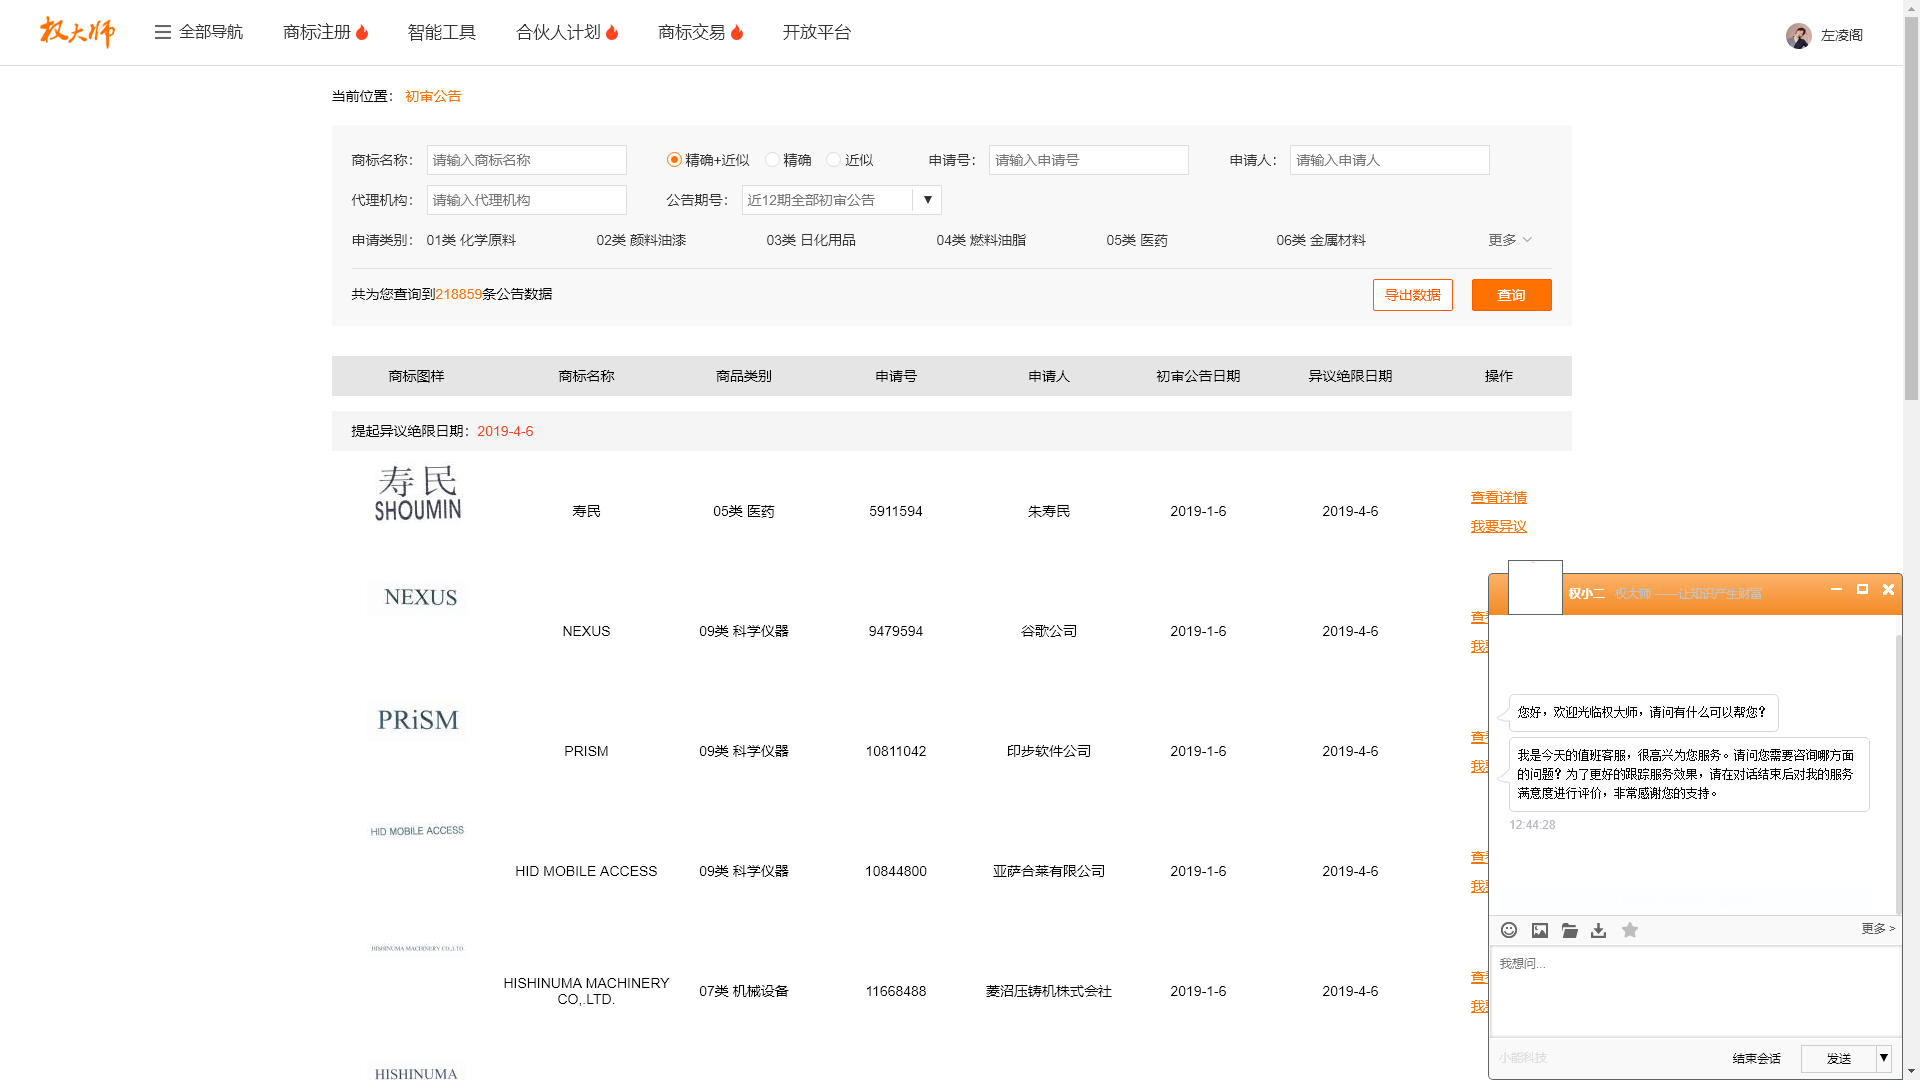 权大师 全部导航 商标注册 智能工具 合伙人计划 商标交易 开放平台 左凌阁
当前位置： 初审公告
商标名称： 请输入商标名称 精确+近似 精确 近似 申请号： 请输入申请号 申请人： 请输入申请人
代理机构： 请输入代理机构 公告期号： 近12期全部初审公告 ▼
申请类别： 01类 化学原料 02类 颜料油漆 03类 日化用品 04类 燃料油脂 05类 医药 06类 金属材料 更多
共为您查询到218859条公告数据 导出数据 查询
商标图样 商标名称 商品类别 申请号 申请人 初审公告日期 异议绝限日期 操作
提起异议绝限日期：2019-4-6
寿民
SHOUMIN
寿民 05类 医药 5911594 朱寿民 2019-1-6 2019-4-6 查看详情
我要异议
NEXUS
NEXUS 09类 科学仪器 9479594 谷歌公司 2019-1-6 2019-4-6 查看
我要
PRiSM
PRISM 09类 科学仪器 10811042 印步软件公司 2019-1-6 2019-4-6 查看
我要
HID MOBILE ACCESS
HID MOBILE ACCESS 09类 科学仪器 10844800 亚萨合莱有限公司 2019-1-6 2019-4-6 查看
我要
HISHINUMA MACHINERY CO.,LTD.
HISHINUMA MACHINERY CO,.LTD. 07类 机械设备 11668488 菱沼压铸机株式会社 2019-1-6 2019-4-6 查看
我要
HISHINUMA
权小二 权大师 ——让知识产生财富
您好，欢迎光临权大师，请问有什么可以帮您？
我是今天的值班客服，很高兴为您服务。请问您需要咨询哪方面
的问题？为了更好的跟踪服务效果，请在对话结束后对我的服务
满意度进行评价，非常感谢您的支持。
12:44:28
更多 >
我想问...
小能科技 结束会话 发送 ▼